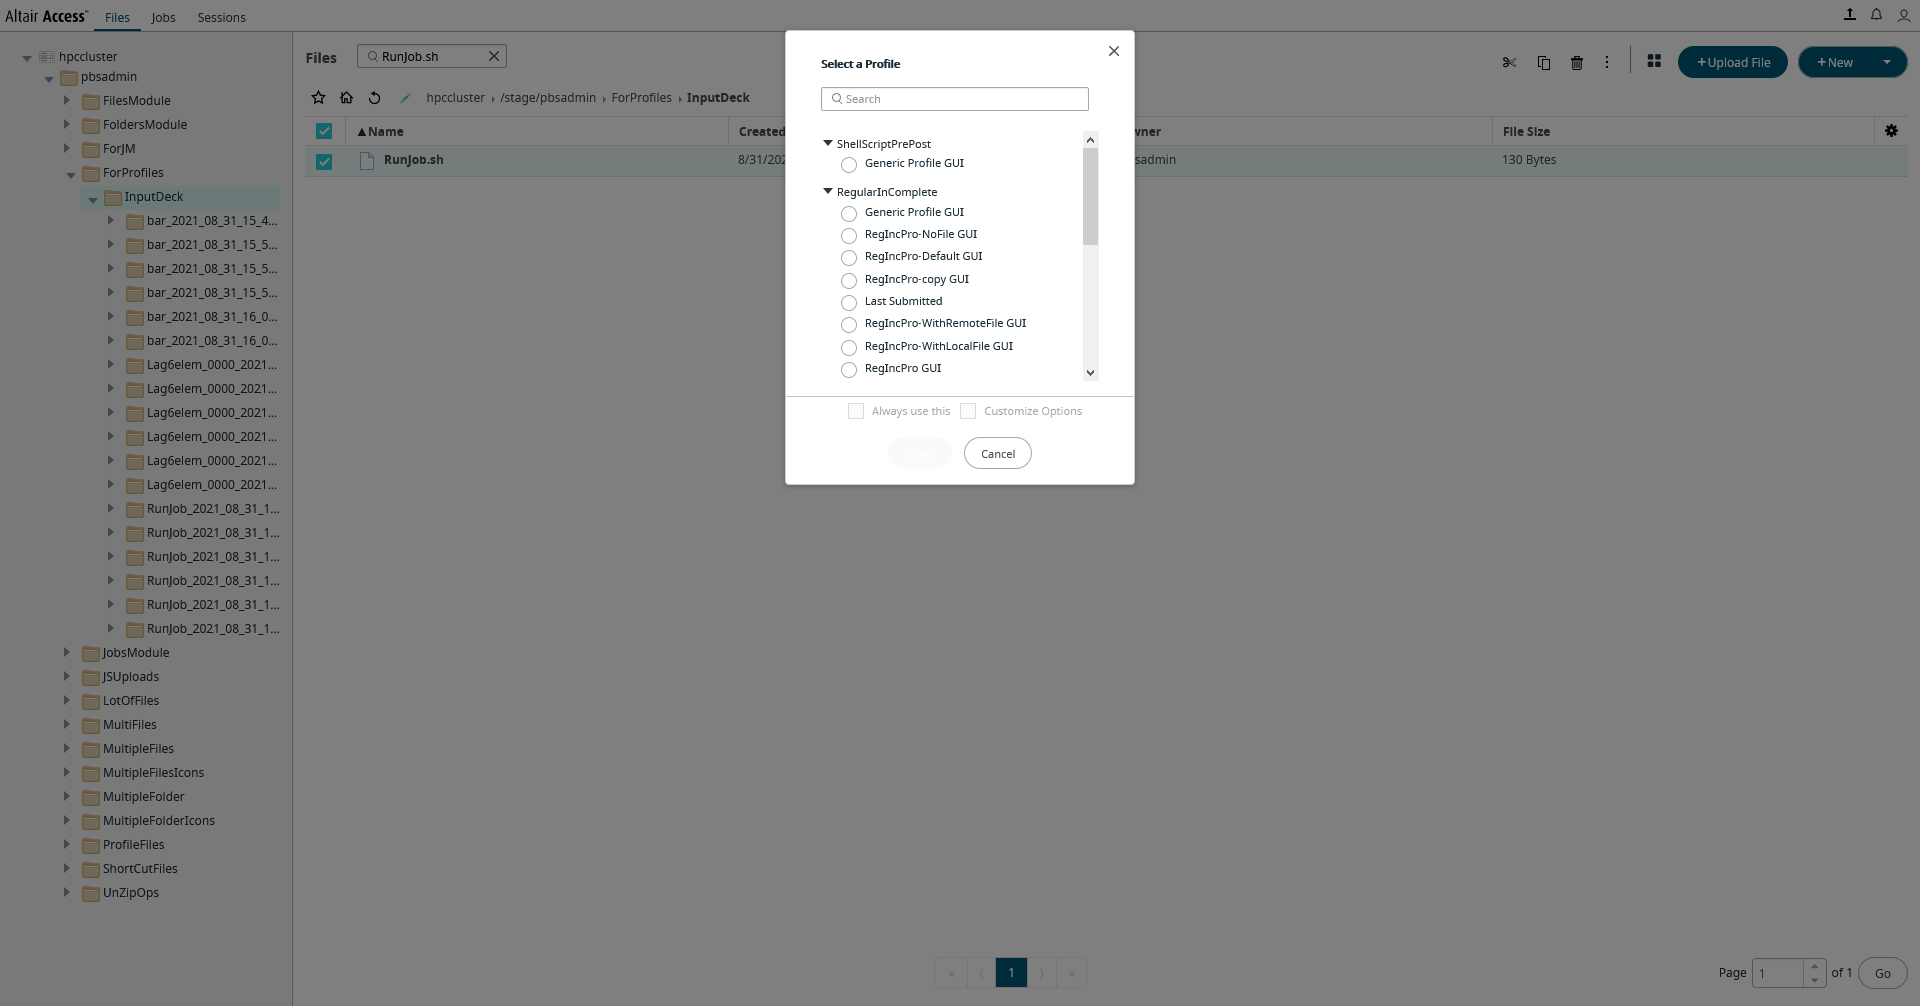 Altair Access™ Files Jobs Sessions
hpccluster
pbsadmin
FilesModule
FoldersModule
ForJM
ForProfiles
InputDeck
bar_2021_08_31_15_4...
bar_2021_08_31_15_5...
bar_2021_08_31_15_5...
bar_2021_08_31_15_5...
bar_2021_08_31_16_0...
bar_2021_08_31_16_0...
Lag6elem_0000_2021...
Lag6elem_0000_2021...
Lag6elem_0000_2021...
Lag6elem_0000_2021...
Lag6elem_0000_2021...
Lag6elem_0000_2021...
RunJob_2021_08_31_1...
RunJob_2021_08_31_1...
RunJob_2021_08_31_1...
RunJob_2021_08_31_1...
RunJob_2021_08_31_1...
RunJob_2021_08_31_1...
JobsModule
JSUploads
LotOfFiles
MultiFiles
MultipleFiles
MultipleFilesIcons
MultipleFolder
MultipleFolderIcons
ProfileFiles
ShortCutFiles
UnZipOps
Files RunJob.sh
+Upload File +New
hpccluster › /stage/pbsadmin › ForProfiles › InputDeck
▲Name Created wner File Size
RunJob.sh 8/31/202 sadmin 130 Bytes
Select a Profile
Search
ShellScriptPrePost
Generic Profile GUI
RegularInComplete
Generic Profile GUI
RegIncPro-NoFile GUI
RegIncPro-Default GUI
RegIncPro-copy GUI
Last Submitted
RegIncPro-WithRemoteFile GUI
RegIncPro-WithLocalFile GUI
RegIncPro GUI
Always use this Customize Options
Cancel
« ⟨ 1 ⟩ » Page 1 of 1 Go